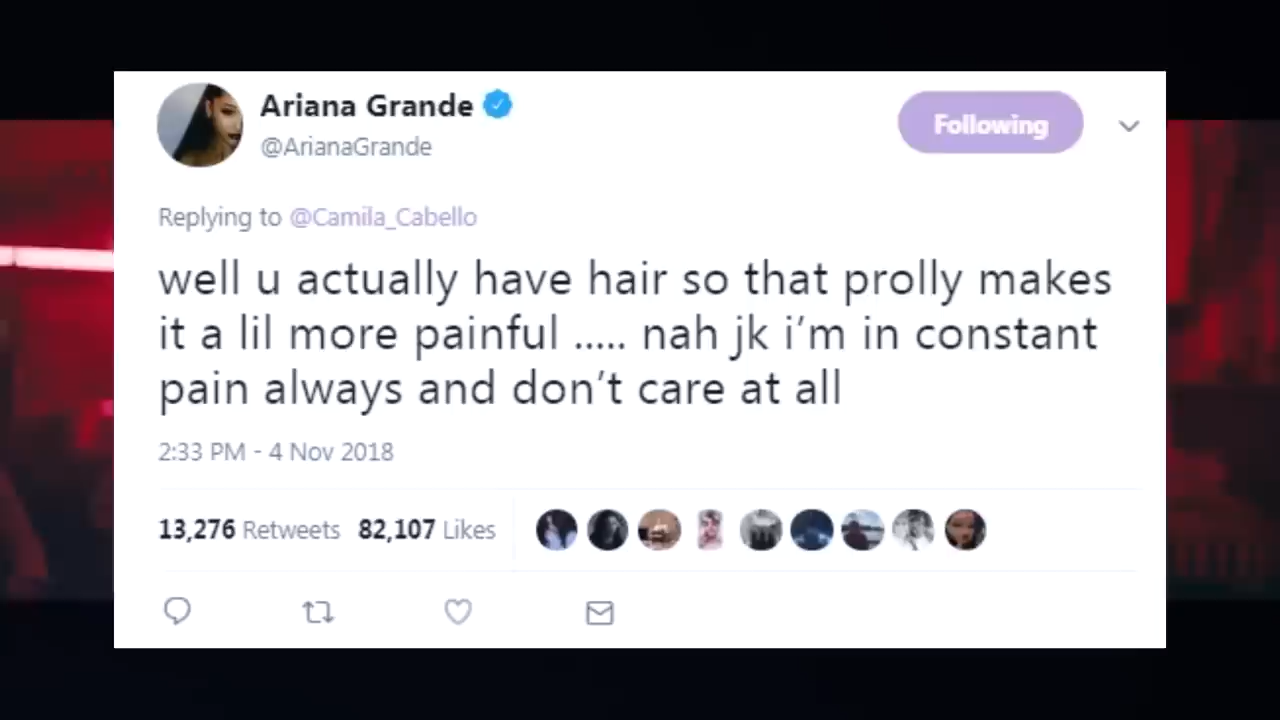 Ariana Grande
@ArianaGrande
Following
Replying to @Camila_Cabello
well u actually have hair so that prolly makes
it a lil more painful ..... nah jk i’m in constant
pain always and don’t care at all
2:33 PM - 4 Nov 2018
13,276 Retweets 82,107 Likes